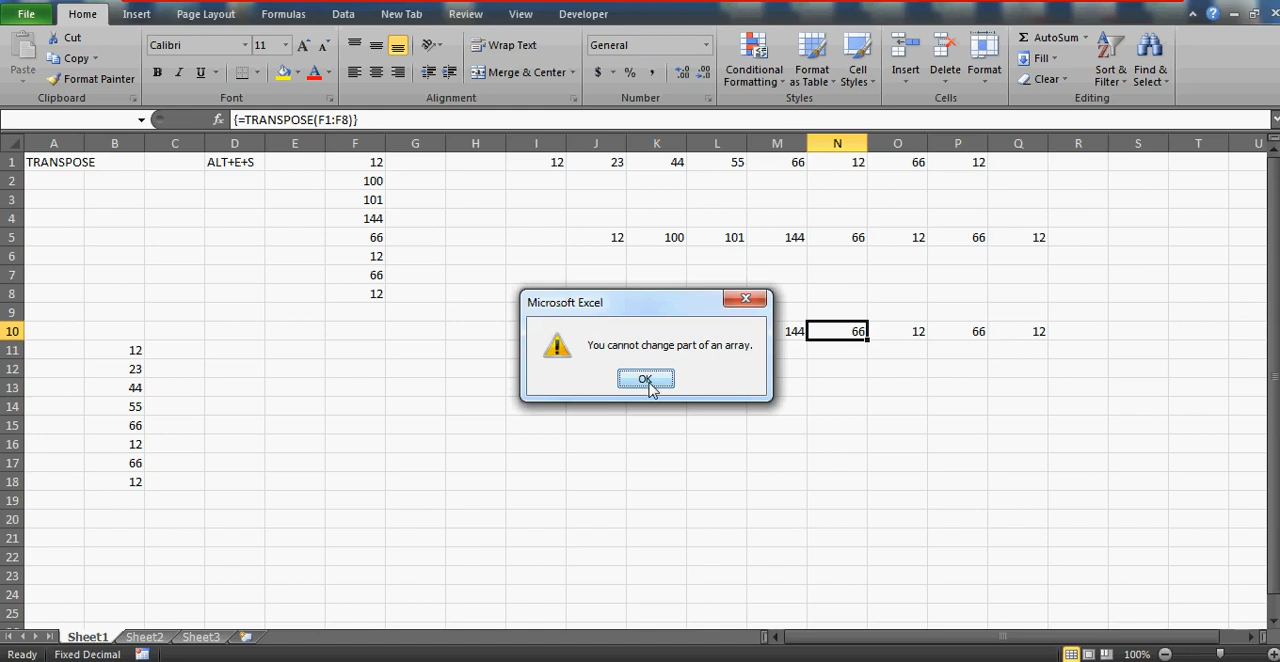 File Home Insert Page Layout Formulas Data New Tab Review View Developer
Paste Cut Copy Format Painter Clipboard
Calibri 11 B I U A A A Font
Wrap Text Merge & Center Alignment
General $ % , Number
Conditional Formatting Format as Table Cell Styles Styles
Insert Delete Format Cells
Σ AutoSum Fill Clear Sort & Filter Find & Select Editing
fx {=TRANSPOSE(F1:F8)}
A B C D E F G H I J K L M N O P Q R S T U
1 TRANSPOSE ALT+E+S 12 12 23 44 55 66 12 66 12
2 100
3 101
4 144
5 66 12 100 101 144 66 12 66 12
6 12
7 66
8 12
9
10 144 66 12 66 12
11 12
12 23
13 44
14 55
15 66
16 12
17 66
18 12
19
20
21
22
23
24
25
Microsoft Excel
You cannot change part of an array.
OK
Sheet1 Sheet2 Sheet3
Ready Fixed Decimal 100%